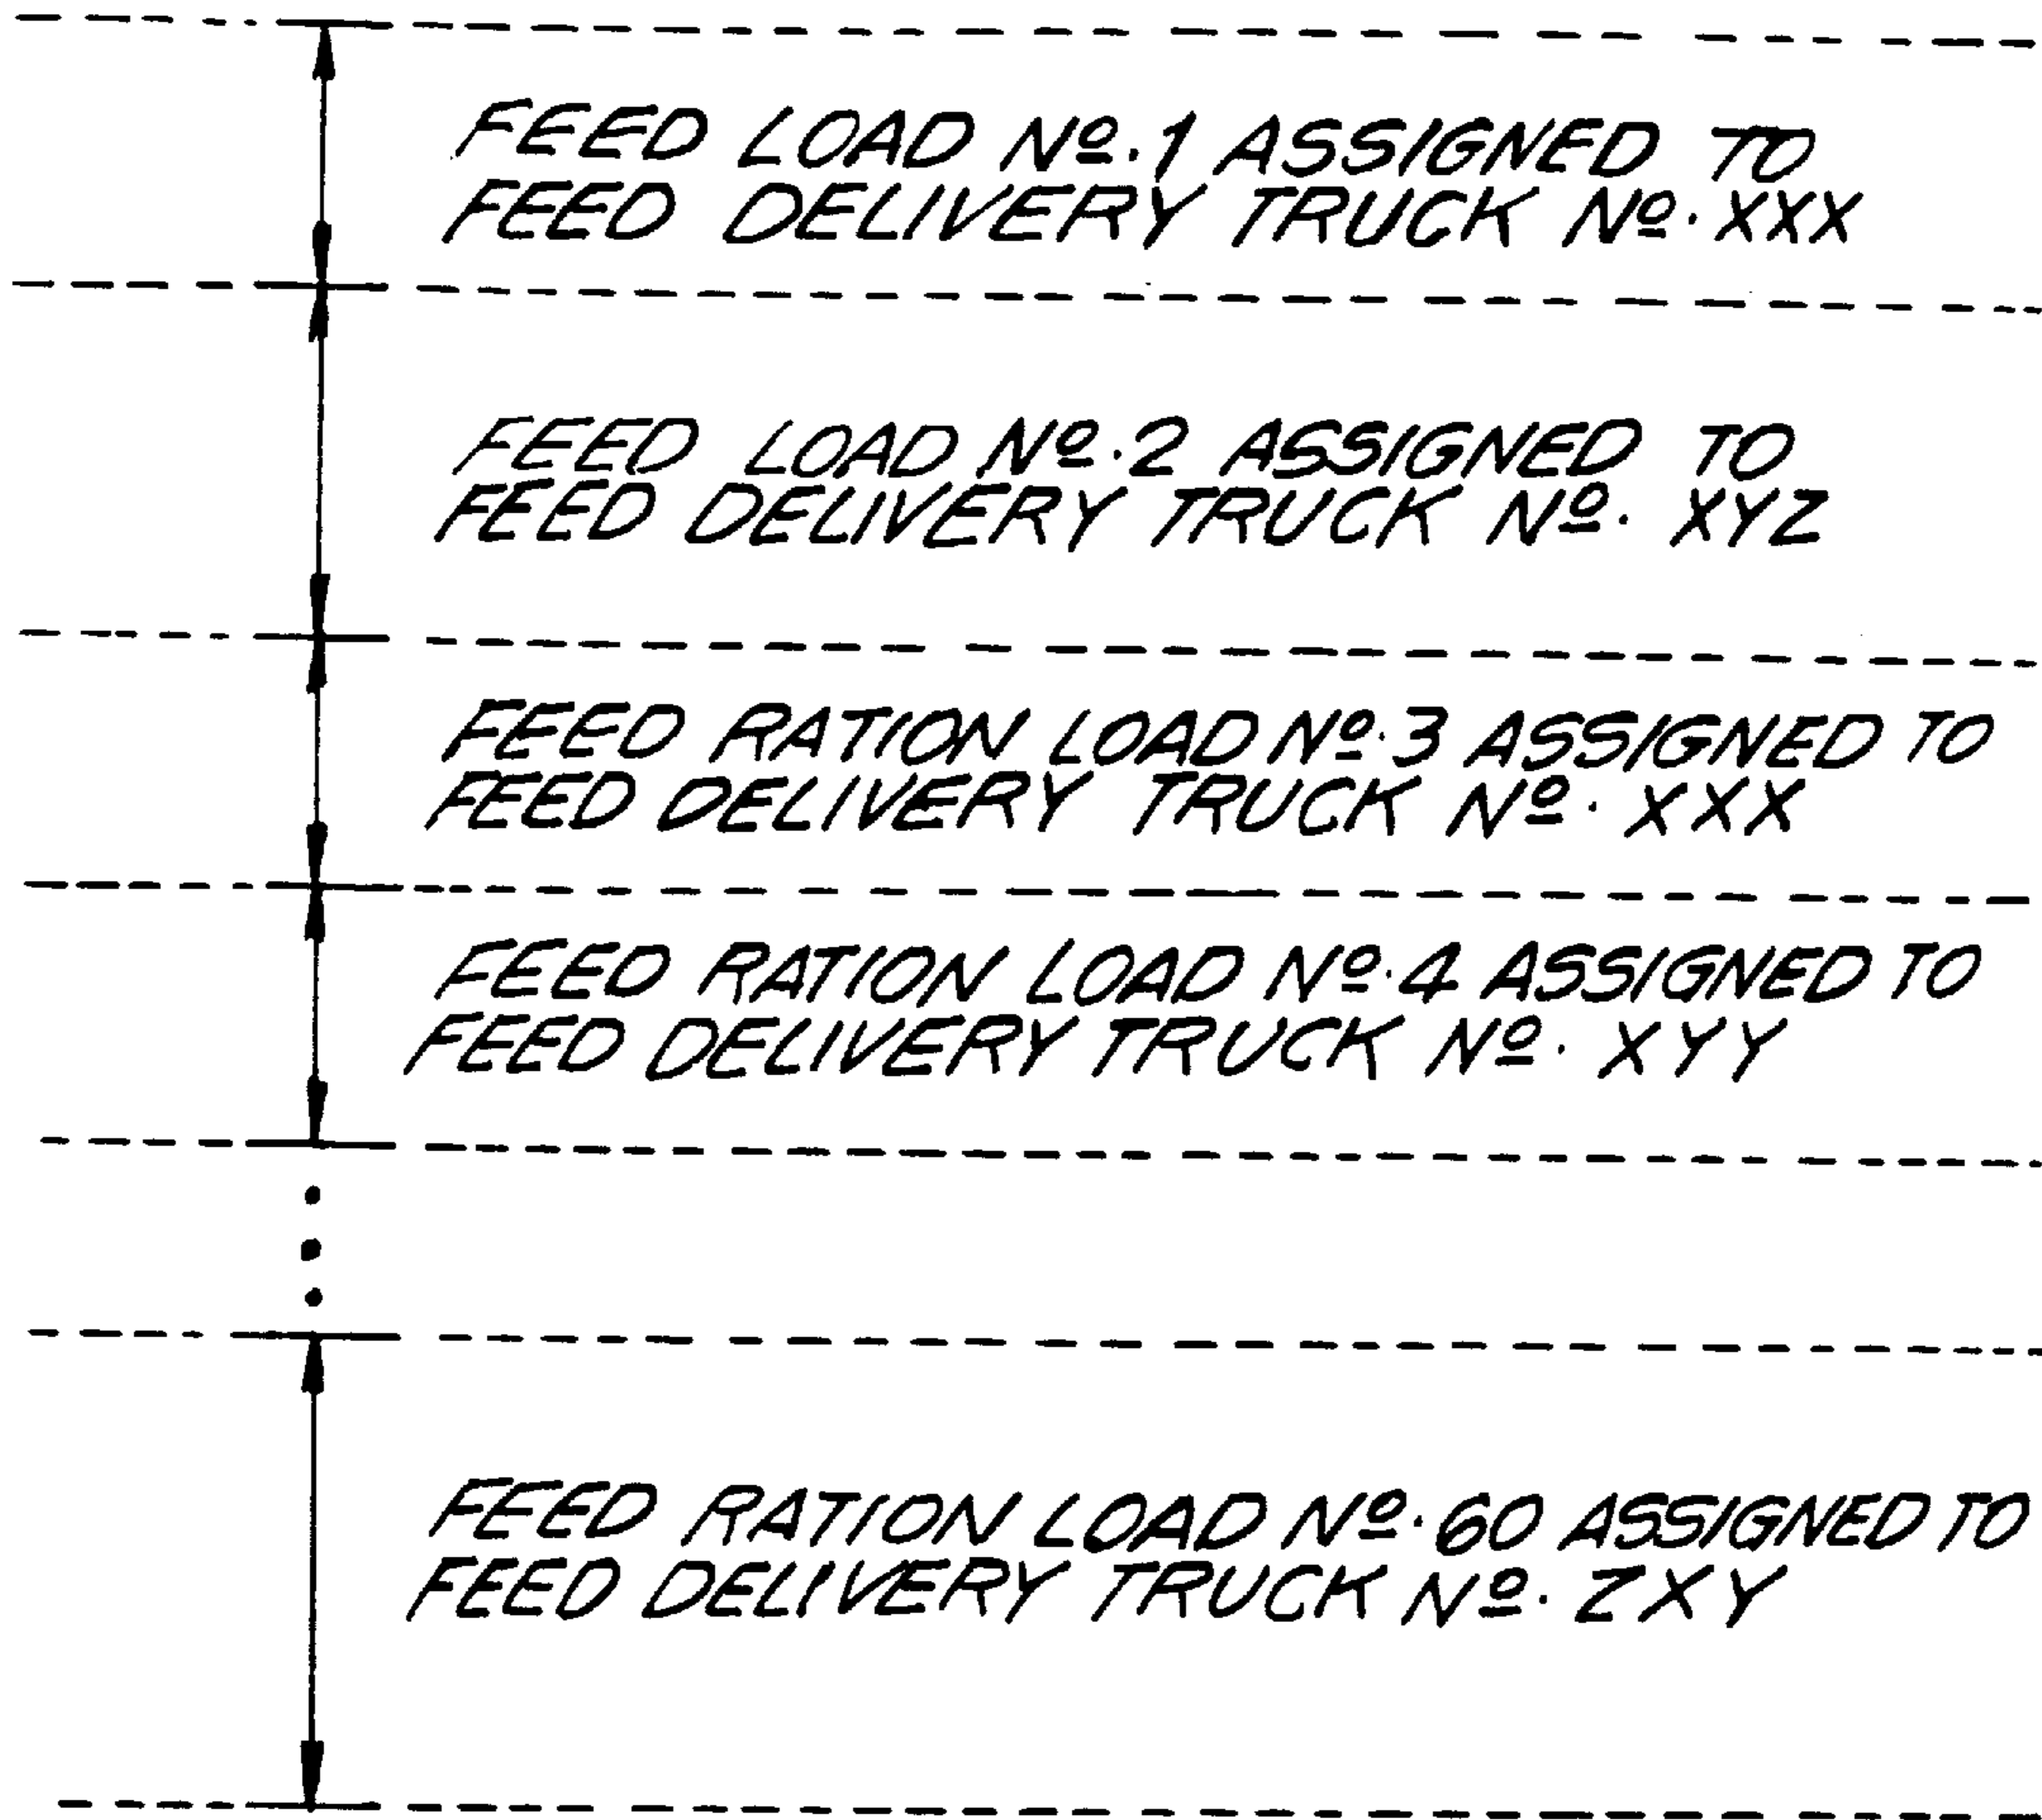 FEED LOAD Nº. 1 ASSIGNED TO
FEED DELIVERY TRUCK Nº. XXX
FEED LOAD Nº. 2 ASSIGNED TO
FEED DELIVERY TRUCK Nº. XYZ
FEED RATION LOAD Nº. 3 ASSIGNED TO
FEED DELIVERY TRUCK Nº. XXX
FEED RATION LOAD Nº. 4 ASSIGNED TO
FEED DELIVERY TRUCK Nº. XYY
FEED RATION LOAD Nº. 60 ASSIGNED TO
FEED DELIVERY TRUCK Nº. ZXY